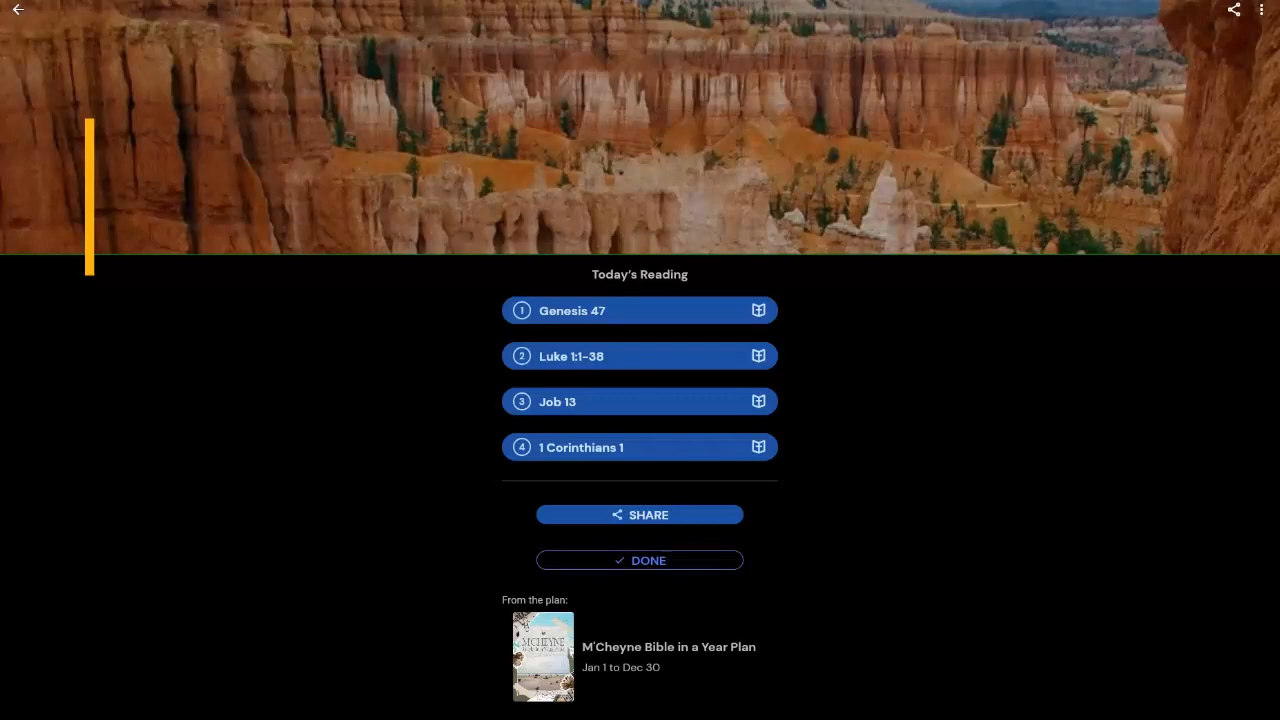 Today's Reading
1 Genesis 47
2 Luke 1:1-38
3 Job 13
4 1 Corinthians 1
SHARE
DONE
From the plan:
M'CHEYNE
M'Cheyne Bible in a Year Plan
Jan 1 to Dec 30